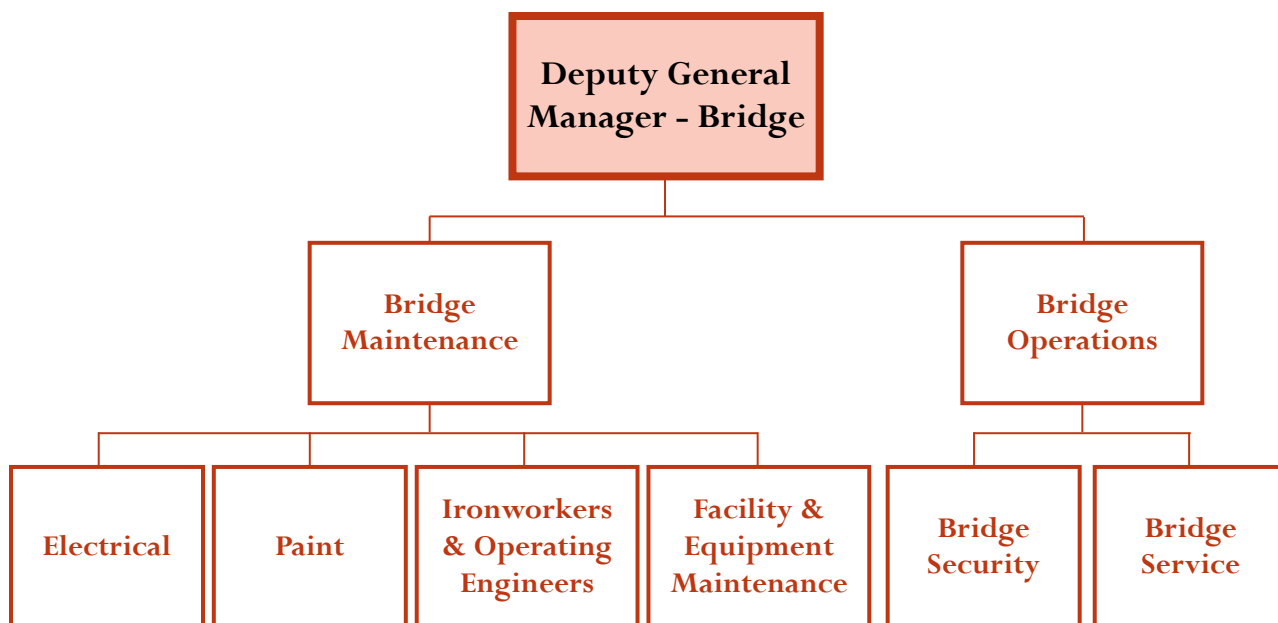 Deputy General
Manager - Bridge
Bridge
Maintenance
Bridge
Operations
Electrical
Paint
Ironworkers
& Operating
Engineers
Facility &
Equipment
Maintenance
Bridge
Security
Bridge
Service